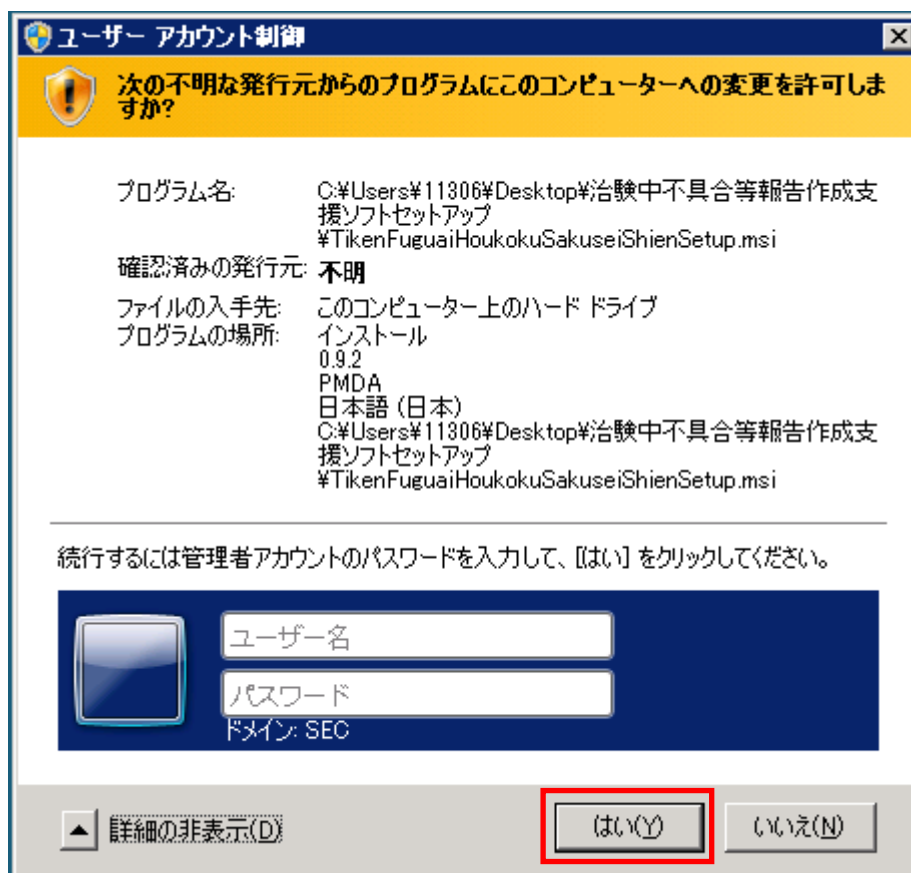 ユーザー アカウント制御
次の不明な発行元からのプログラムにこのコンピューターへの変更を許可しま
すか?
プログラム名: C:¥Users¥11306¥Desktop¥治験中不具合等報告作成支
援ソフトセットアップ
¥TikenFuguaiHoukokuSakuseiShienSetup.msi
確認済みの発行元: 不明
ファイルの入手先: このコンピューター上のハード ドライブ
プログラムの場所: インストール
0.9.2
PMDA
日本語 (日本)
C:¥Users¥11306¥Desktop¥治験中不具合等報告作成支
援ソフトセットアップ
¥TikenFuguaiHoukokuSakuseiShienSetup.msi
続行するには管理者アカウントのパスワードを入力して、[はい] をクリックしてください。
ユーザー名
パスワード
ドメイン: SEC
詳細の非表示(D) はい(Y) いいえ(N)